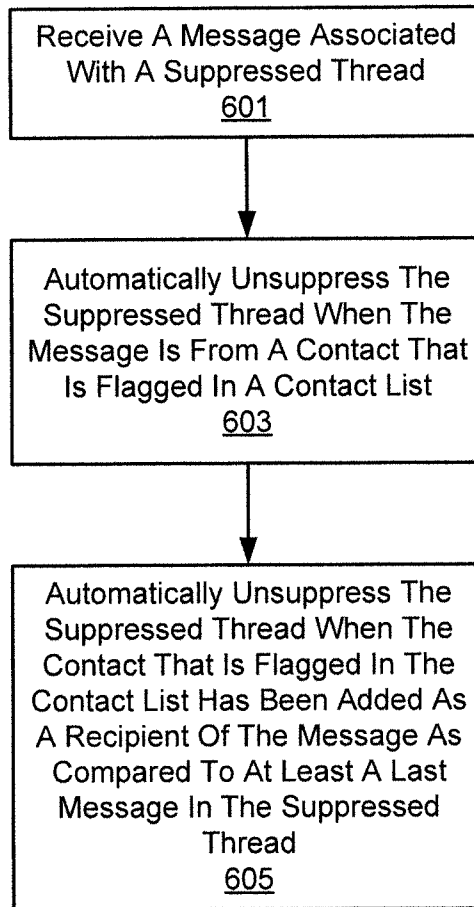 Receive A Message Associated
With A Suppressed Thread
601
Automatically Unsuppress The
Suppressed Thread When The
Message Is From A Contact That
Is Flagged In A Contact List
603
Automatically Unsuppress The
Suppressed Thread When The
Contact That Is Flagged In The
Contact List Has Been Added As
A Recipient Of The Message As
Compared To At Least A Last
Message In The Suppressed
Thread
605